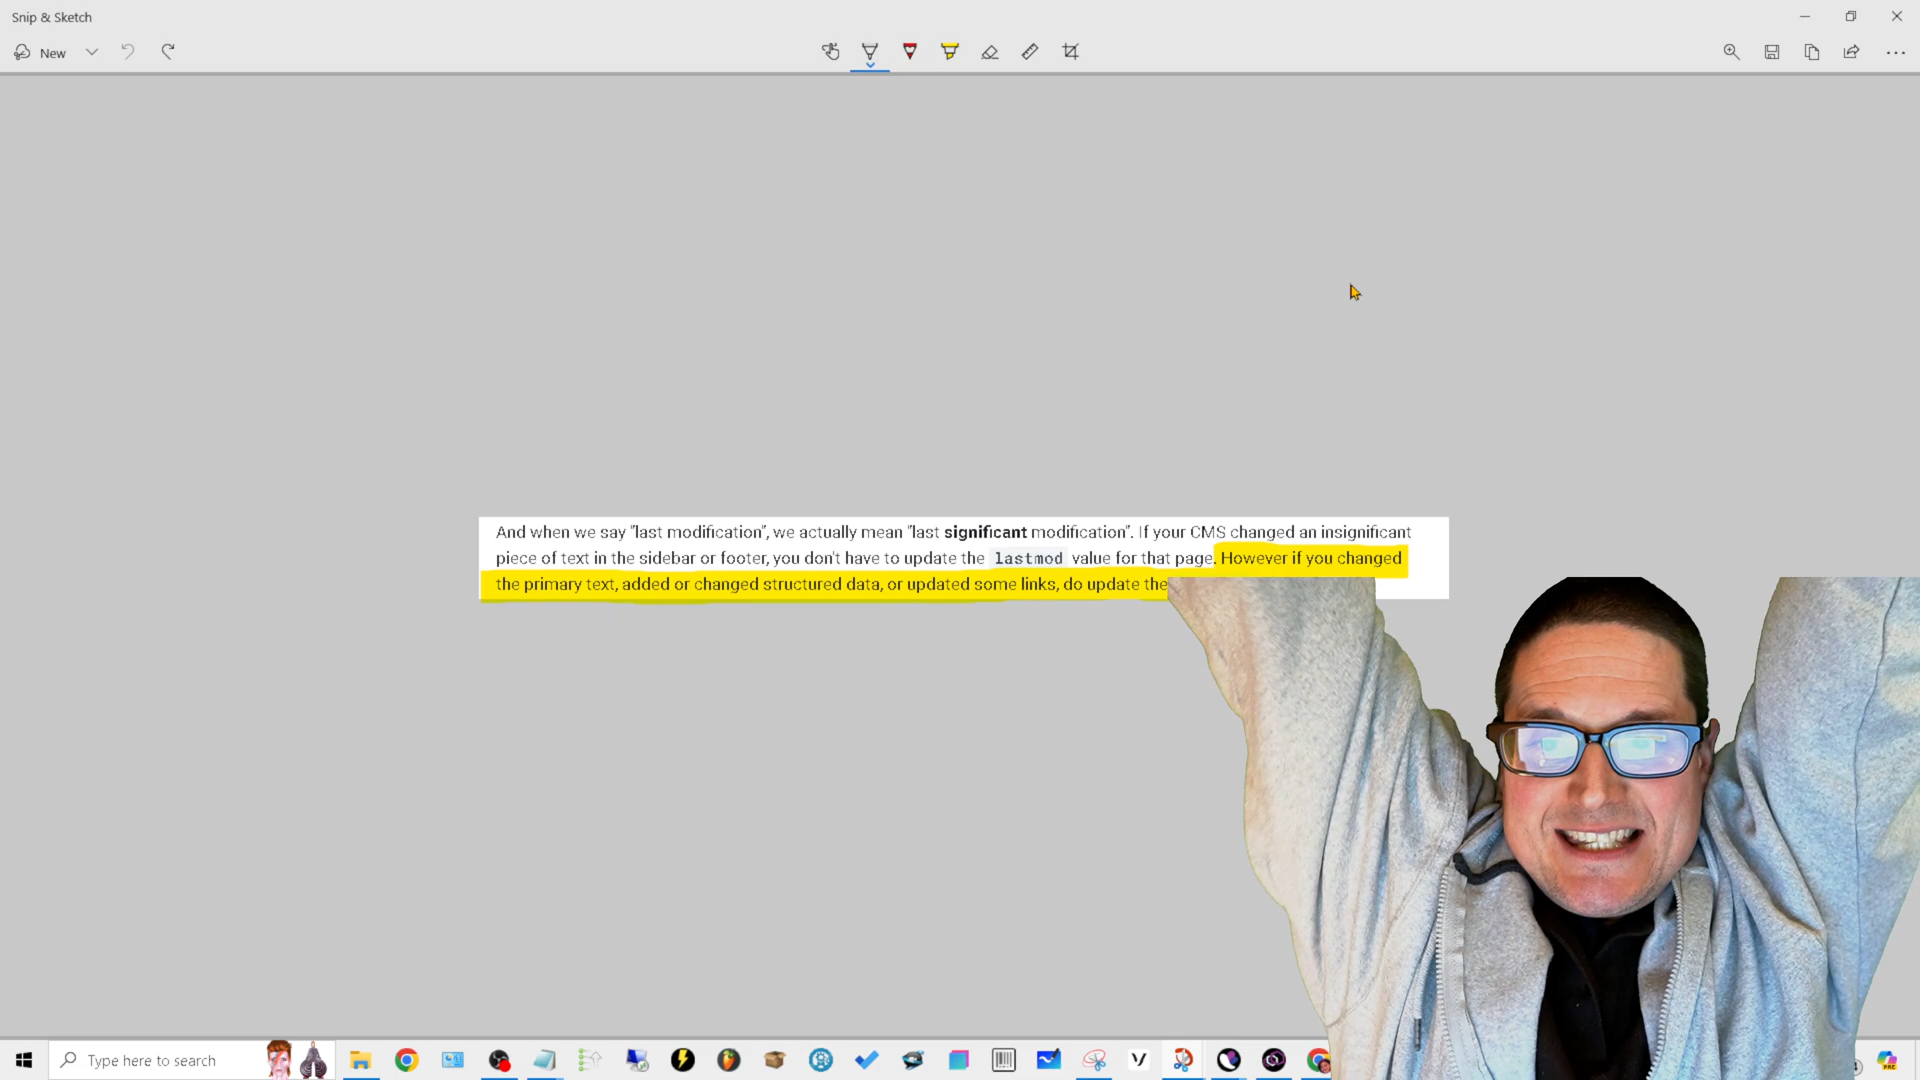 Snip & Sketch
New
And when we say "last modification", we actually mean "last significant modification". If your CMS changed an insignificant
piece of text in the sidebar or footer, you don't have to update the lastmod value for that page. However if you changed
the primary text, added or changed structured data, or updated some links, do update the
Type here to search